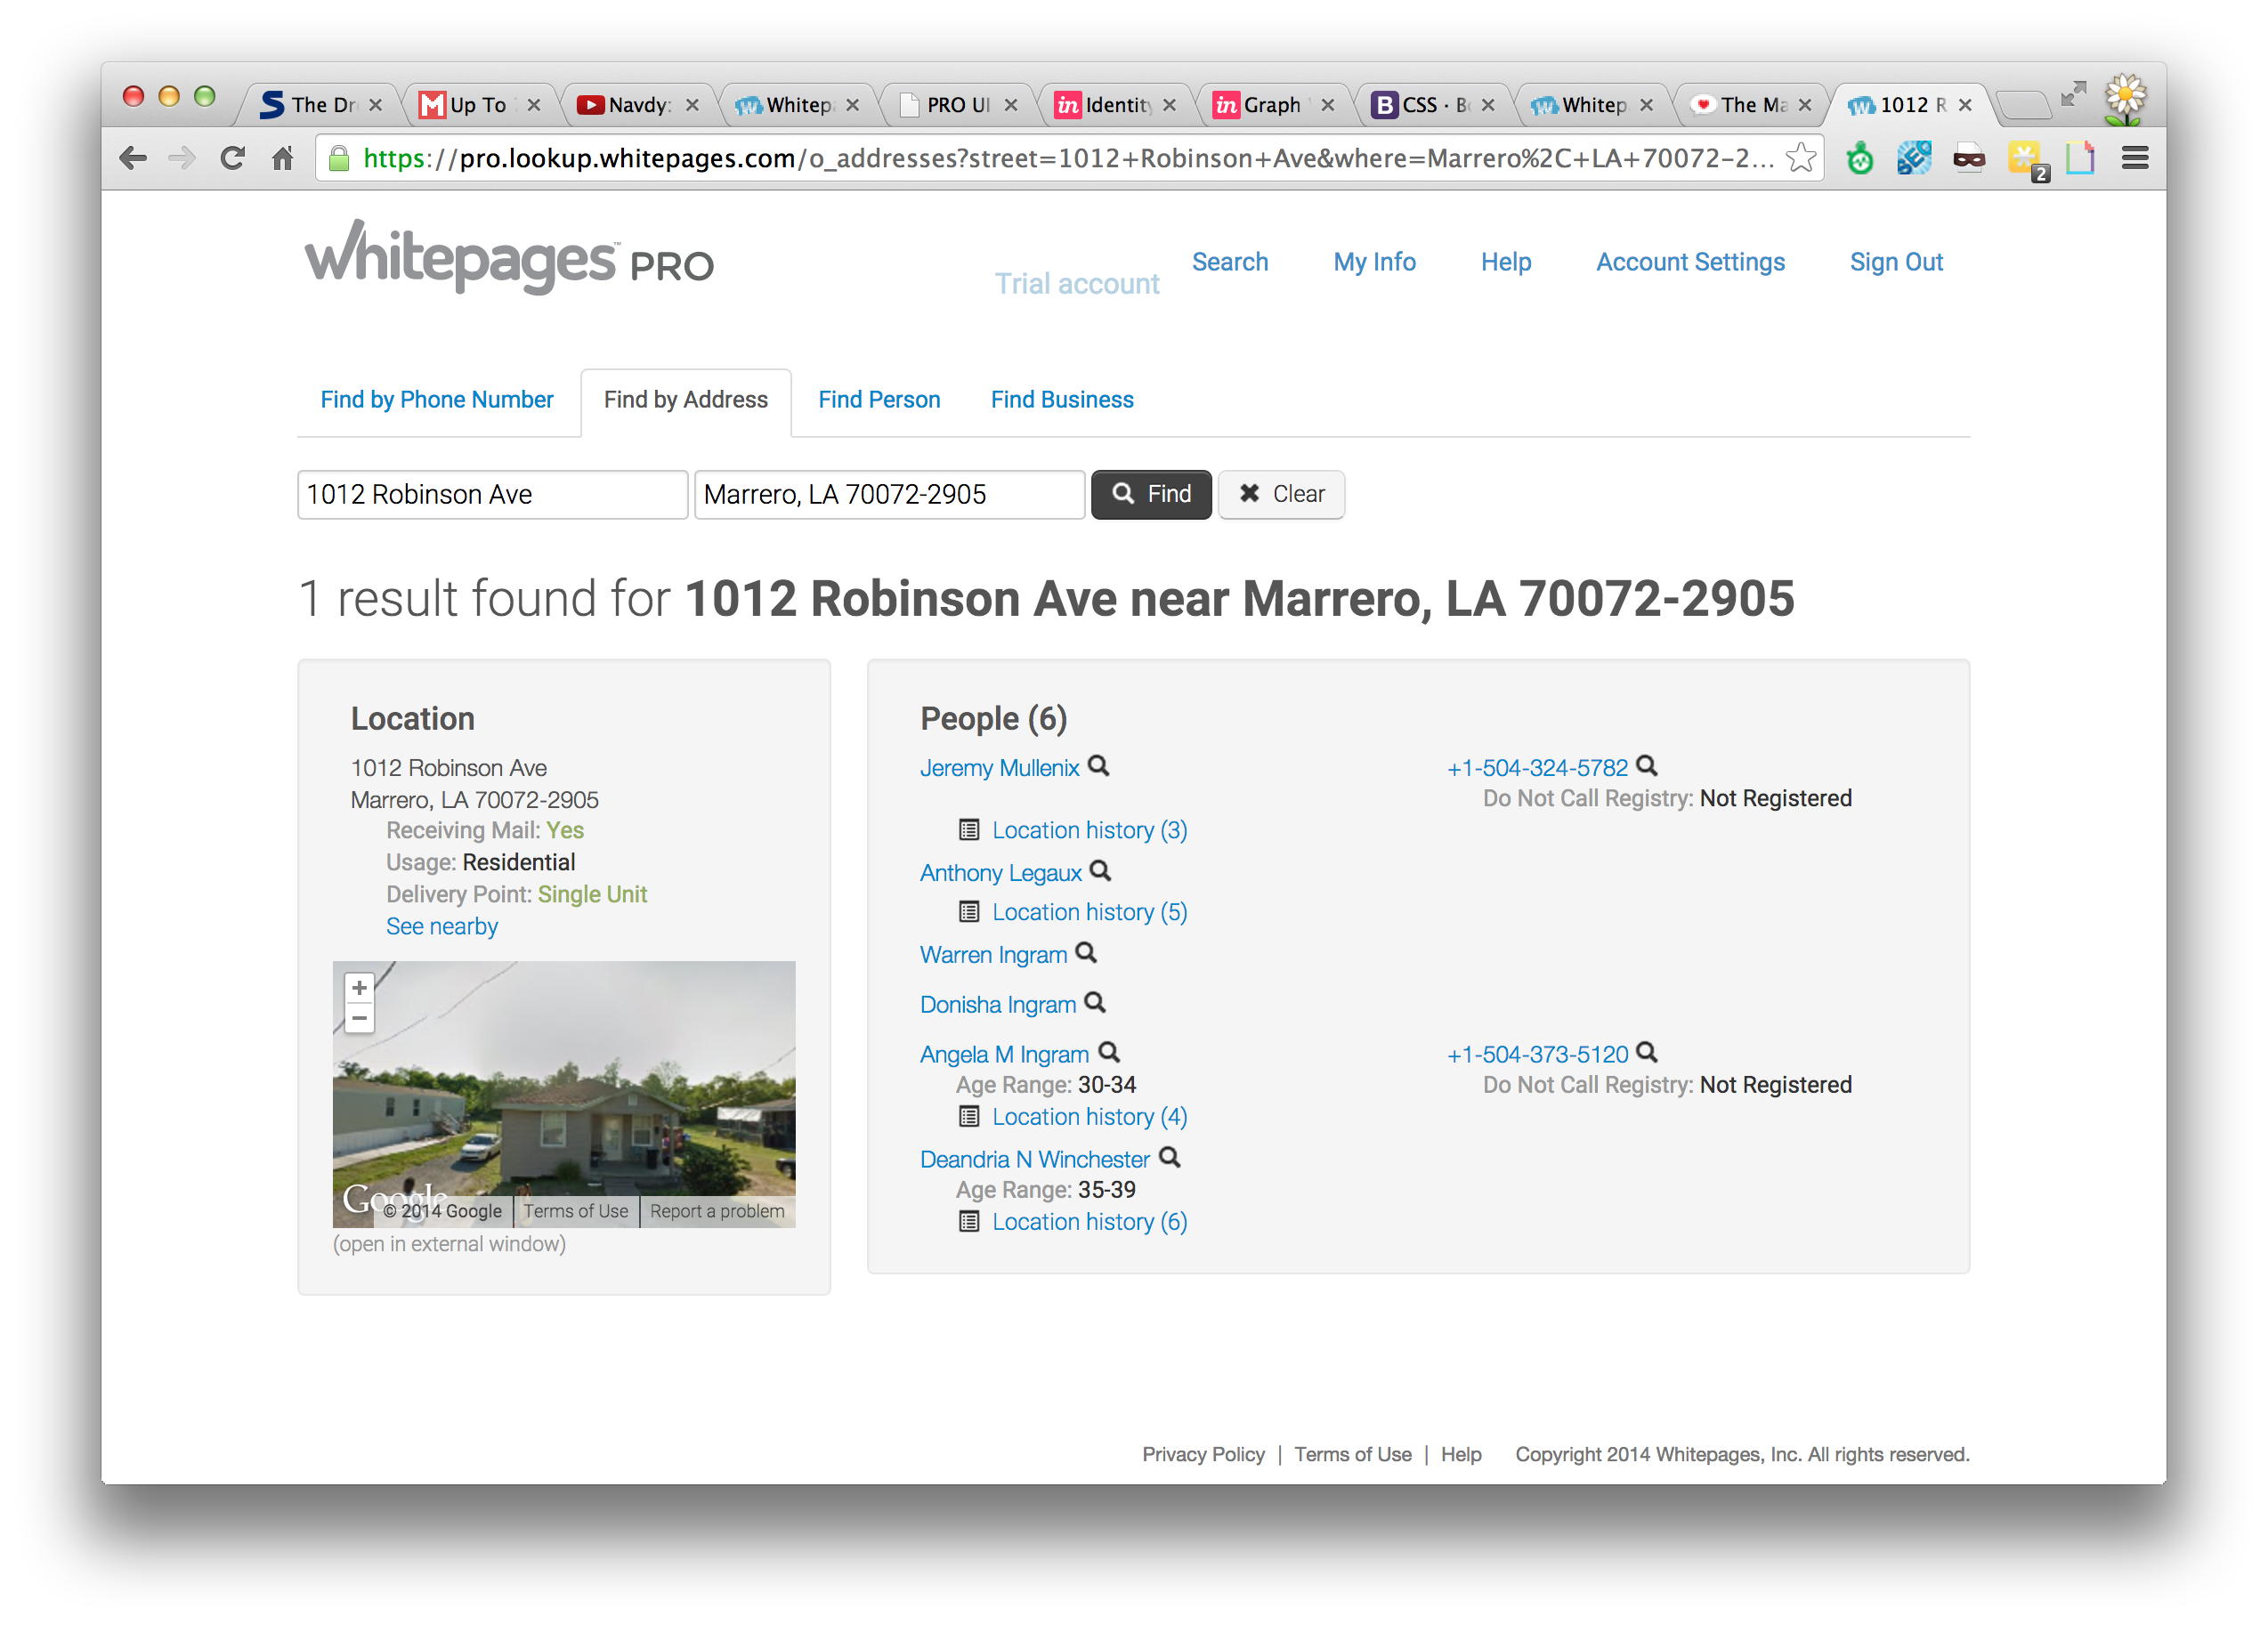 The Dr
Up To
Navdy:
Whitep
PRO UI
Identity
Graph
CSS · B
Whitep
The Ma
1012 R
https://pro.lookup.whitepages.com/o_addresses?street=1012+Robinson+Ave&where=Marrero%2C+LA+70072-2...
2
whitepages™ PRO
Trial account
Search
My Info
Help
Account Settings
Sign Out
Find by Phone Number
Find by Address
Find Person
Find Business
1012 Robinson Ave
Marrero, LA 70072-2905
Find
Clear
1 result found for 1012 Robinson Ave near Marrero, LA 70072-2905
Location
1012 Robinson Ave
Marrero, LA 70072-2905
Receiving Mail: Yes
Usage: Residential
Delivery Point: Single Unit
See nearby
+
−
Google
© 2014 Google
Terms of Use
Report a problem
(open in external window)
People (6)
Jeremy Mullenix
+1-504-324-5782
Do Not Call Registry: Not Registered
Location history (3)
Anthony Legaux
Location history (5)
Warren Ingram
Donisha Ingram
Angela M Ingram
+1-504-373-5120
Age Range: 30-34
Do Not Call Registry: Not Registered
Location history (4)
Deandria N Winchester
Age Range: 35-39
Location history (6)
Privacy Policy | Terms of Use | Help Copyright 2014 Whitepages, Inc. All rights reserved.